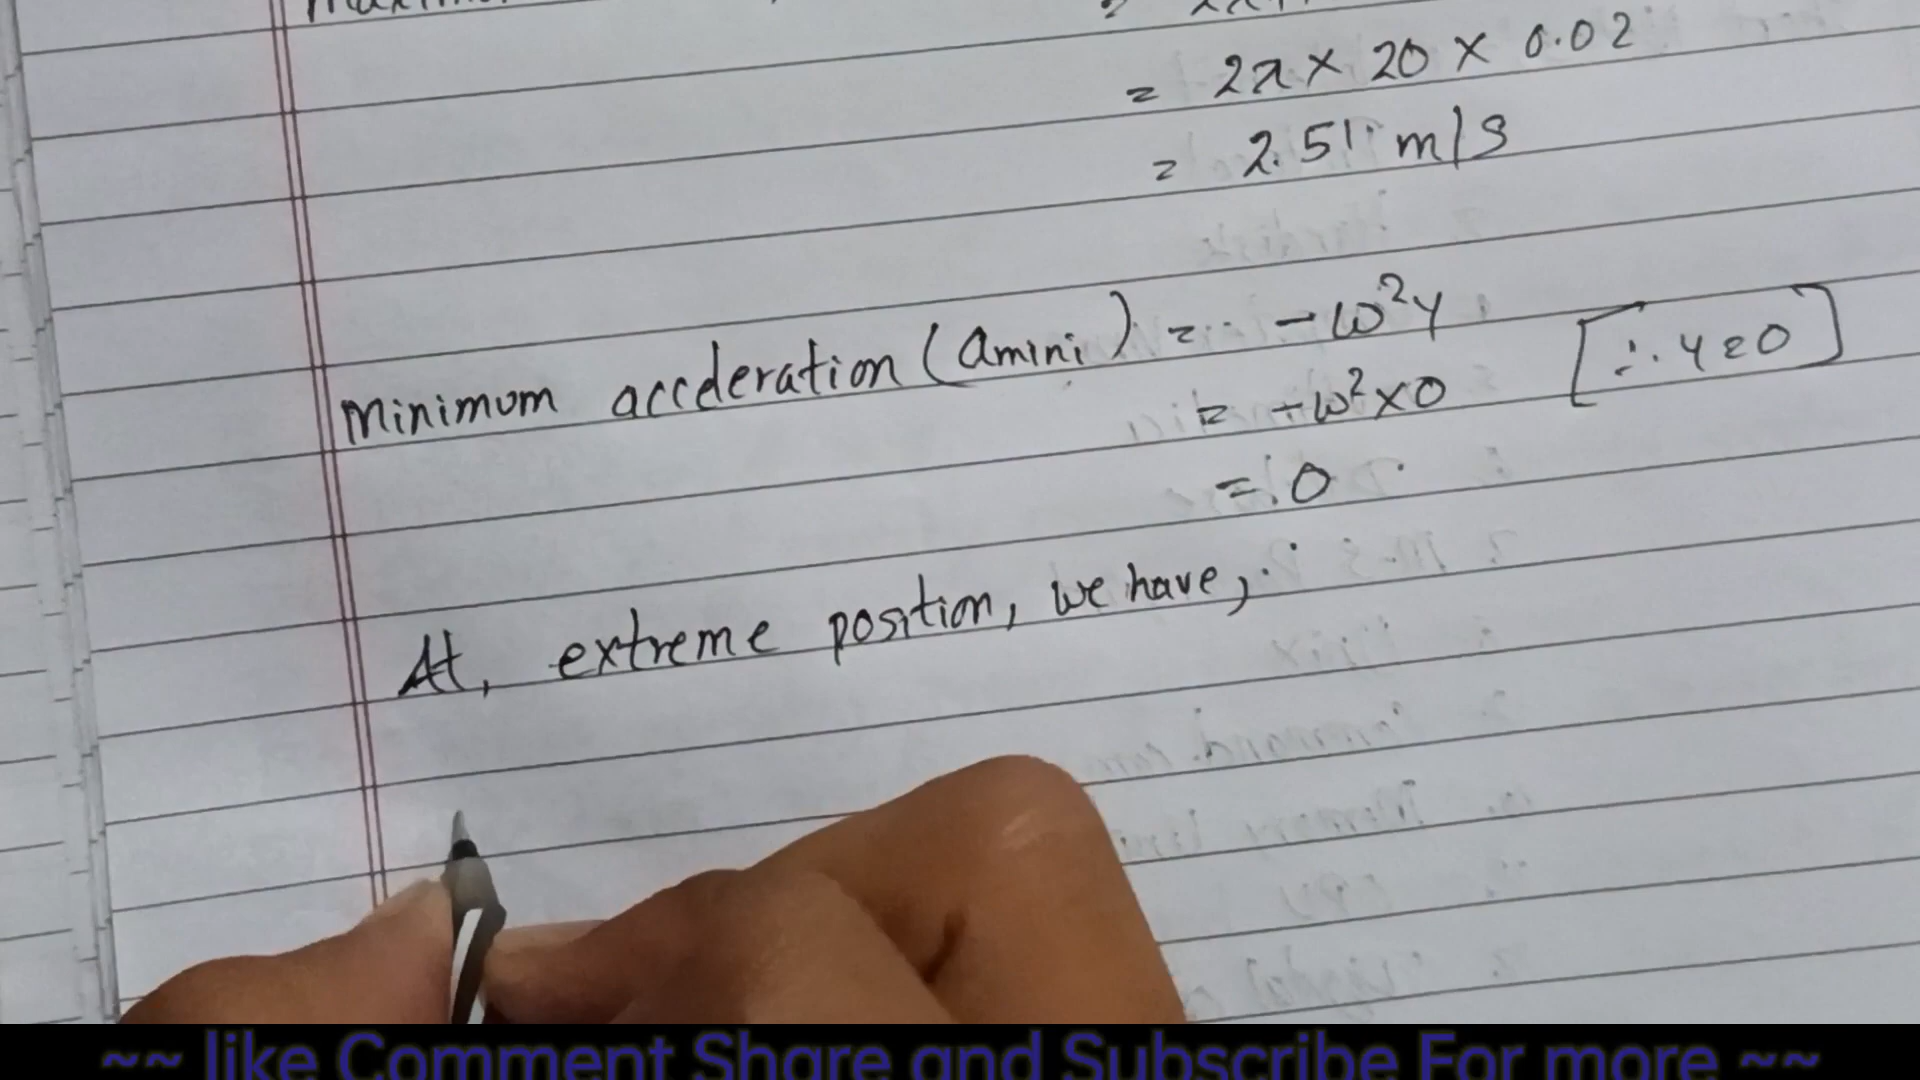 = 2π × 20 × 0.02
= 2.51 m/s
Minimum acceleration (amini) = -ω²y
= -ω²×0 [∴ y=0]
= 0
At, extreme position, we have,
~~ like Comment Share and Subscribe For more ~~